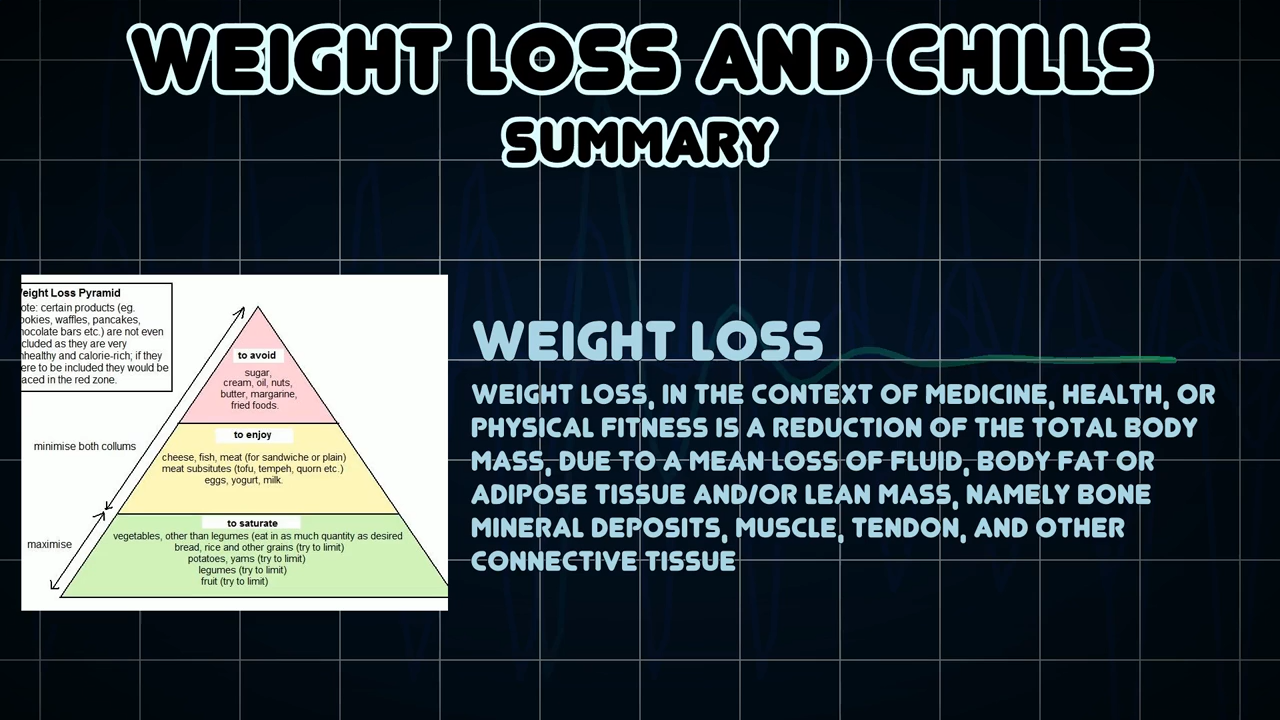 WEIGHT LOSS AND CHILLS
SUMMARY
eight Loss Pyramid
ote: certain products (eg.
ookies, waffles, pancakes,
hocolate bars etc.) are not even
cluded as they are very
nhealthy and calorie-rich; if they
ere to be included they would be
aced in the red zone.
to avoid
sugar,
cream, oil, nuts,
butter, margarine,
fried foods.
minimise both collums
to enjoy
cheese, fish, meat (for sandwiche or plain)
meat subsitutes (tofu, tempeh, quorn etc.)
eggs, yogurt, milk.
maximise
to saturate
vegetables, other than legumes (eat in as much quantity as desired
bread, rice and other grains (try to limit)
potatoes, yams (try to limit)
legumes (try to limit)
fruit (try to limit)
WEIGHT LOSS
WEIGHT LOSS, IN THE CONTEXT OF MEDICINE, HEALTH, OR
PHYSICAL FITNESS IS A REDUCTION OF THE TOTAL BODY
MASS, DUE TO A MEAN LOSS OF FLUID, BODY FAT OR
ADIPOSE TISSUE AND/OR LEAN MASS, NAMELY BONE
MINERAL DEPOSITS, MUSCLE, TENDON, AND OTHER
CONNECTIVE TISSUE